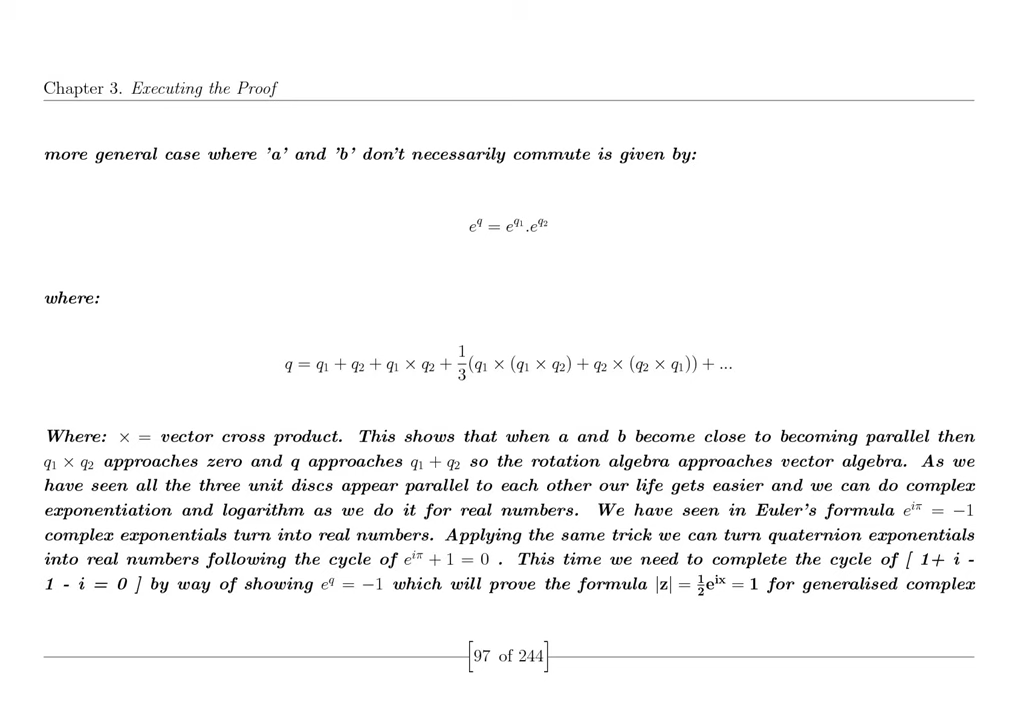 Chapter 3. Executing the Proof
more general case where 'a' and 'b' don't necessarily commute is given by:
e^q = e^{q_1}.e^{q_2}
where:
q = q_1 + q_2 + q_1 × q_2 + \frac{1}{3}(q_1 × (q_1 × q_2) + q_2 × (q_2 × q_1)) + ...
Where: × = vector cross product. This shows that when a and b become close to becoming parallel then
q_1 × q_2 approaches zero and q approaches q_1 + q_2 so the rotation algebra approaches vector algebra. As we
have seen all the three unit discs appear parallel to each other our life gets easier and we can do complex
exponentiation and logarithm as we do it for real numbers. We have seen in Euler's formula e^{iπ} = −1
complex exponentials turn into real numbers. Applying the same trick we can turn quaternion exponentials
into real numbers following the cycle of e^{iπ} + 1 = 0 . This time we need to complete the cycle of [ 1+ i -
1 - i = 0 ] by way of showing e^q = −1 which will prove the formula |z| = \frac{1}{2}e^{ix} = 1 for generalised complex
[97 of 244]